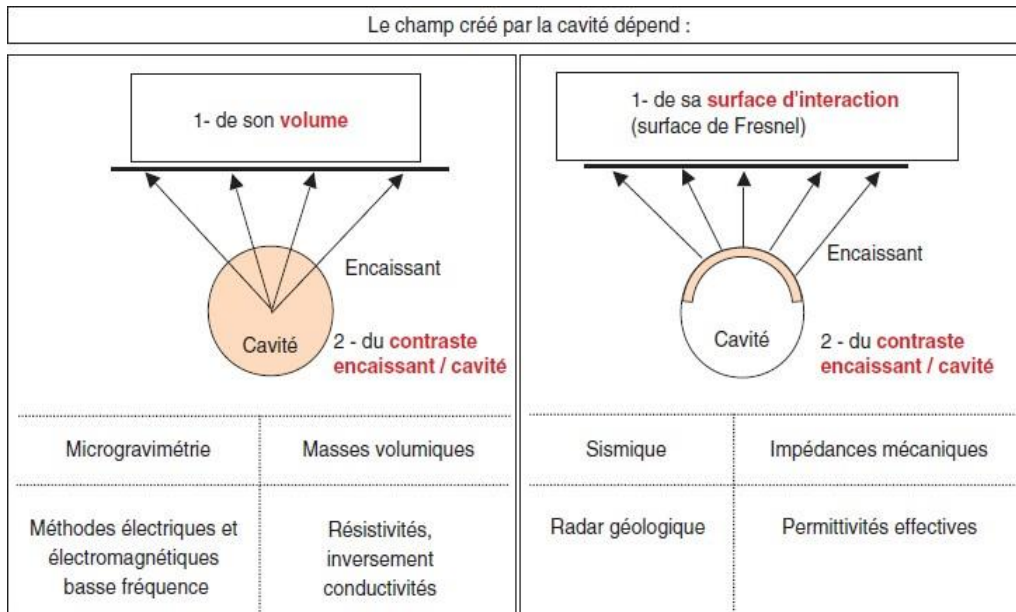 Le champ créé par la cavité dépend :
1- de son volume
Encaissant
Cavité
2 - du contraste
encaissant / cavité
Microgravimétrie
Masses volumiques
Méthodes électriques et
électromagnétiques
basse fréquence
Résistivités,
inversement
conductivités
1- de sa surface d'interaction
(surface de Fresnel)
Encaissant
Cavité
2 - du contraste
encaissant / cavité
Sismique
Impédances mécaniques
Radar géologique
Permittivités effectives